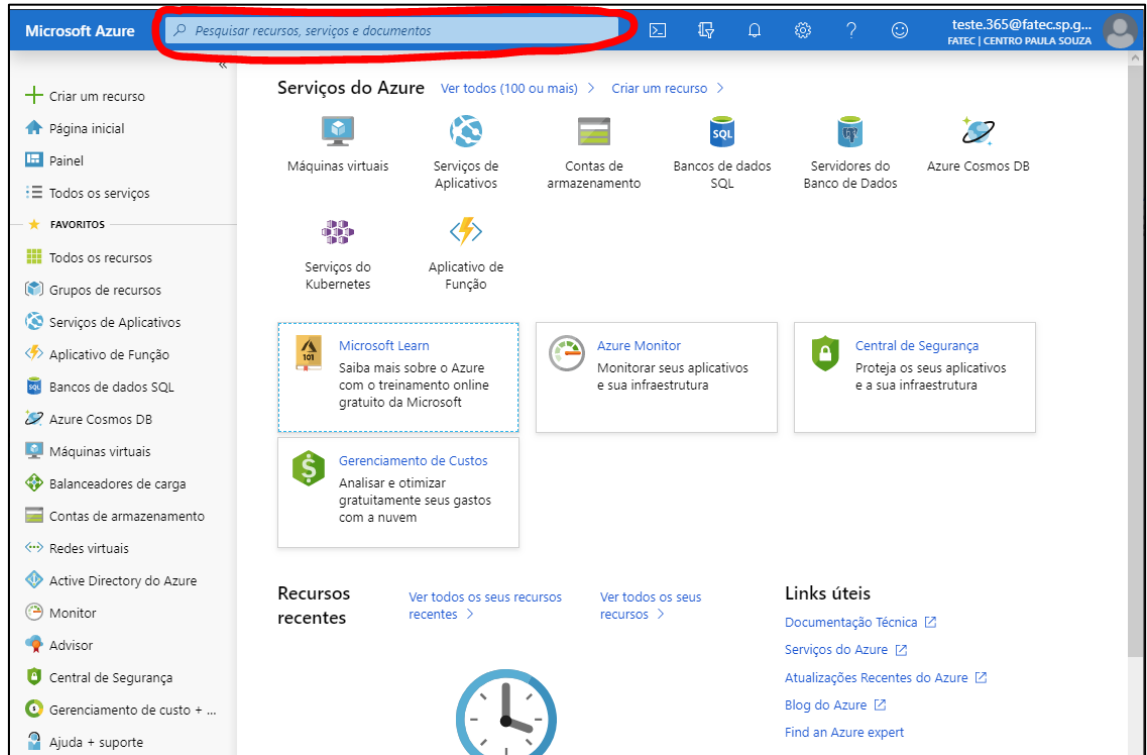 Microsoft Azure
Pesquisar recursos, serviços e documentos
teste.365@fatec.sp.g...
FATEC | CENTRO PAULA SOUZA
Criar um recurso
Página inicial
Painel
Todos os serviços
FAVORITOS
Todos os recursos
Grupos de recursos
Serviços de Aplicativos
Aplicativo de Função
Bancos de dados SQL
Azure Cosmos DB
Máquinas virtuais
Balanceadores de carga
Contas de armazenamento
Redes virtuais
Active Directory do Azure
Monitor
Advisor
Central de Segurança
Gerenciamento de custo + ...
Ajuda + suporte
Serviços do Azure Ver todos (100 ou mais) > Criar um recurso >
Máquinas virtuais
Serviços de
Aplicativos
Contas de
armazenamento
SQL
Bancos de dados
SQL
Servidores do
Banco de Dados
Azure Cosmos DB
Serviços do
Kubernetes
Aplicativo de
Função
101
Microsoft Learn
Saiba mais sobre o Azure
com o treinamento online
gratuito da Microsoft
Azure Monitor
Monitorar seus aplicativos
e sua infraestrutura
Central de Segurança
Proteja os seus aplicativos
e a sua infraestrutura
Gerenciamento de Custos
Analisar e otimizar
gratuitamente seus gastos
com a nuvem
Recursos
recentes
Ver todos os seus recursos
recentes >
Ver todos os seus
recursos >
Links úteis
Documentação Técnica
Serviços do Azure
Atualizações Recentes do Azure
Blog do Azure
Find an Azure expert